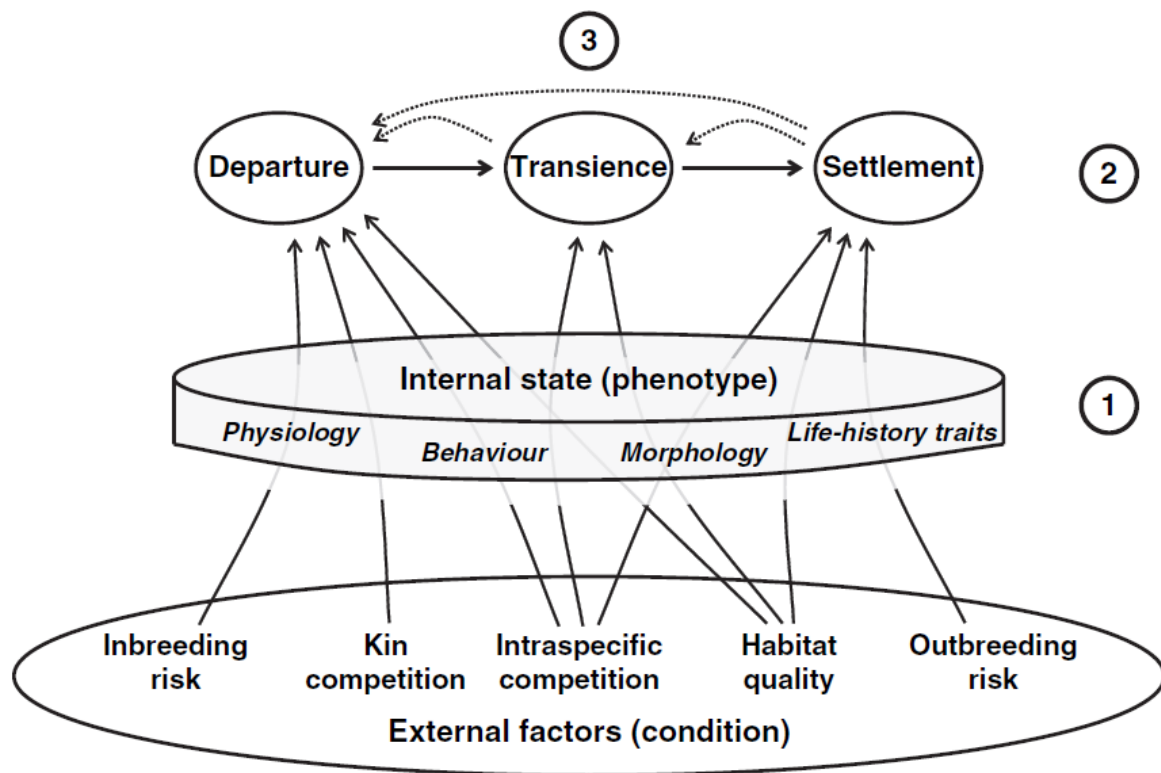 3
Departure
Transience
Settlement
2
Internal state (phenotype)
1
Physiology
Behaviour
Morphology
Life-history traits
Inbreeding
risk
Kin
competition
Intraspecific
competition
Habitat
quality
Outbreeding
risk
External factors (condition)